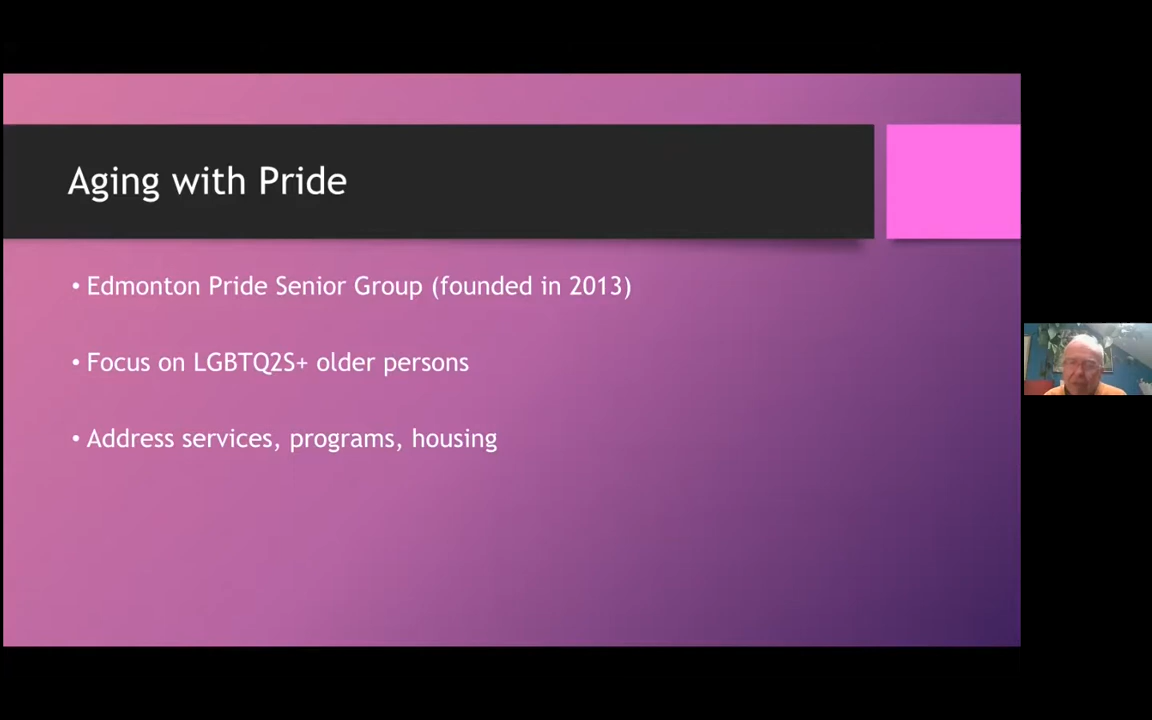 Aging with Pride
• Edmonton Pride Senior Group (founded in 2013)
• Focus on LGBTQ2S+ older persons
• Address services, programs, housing